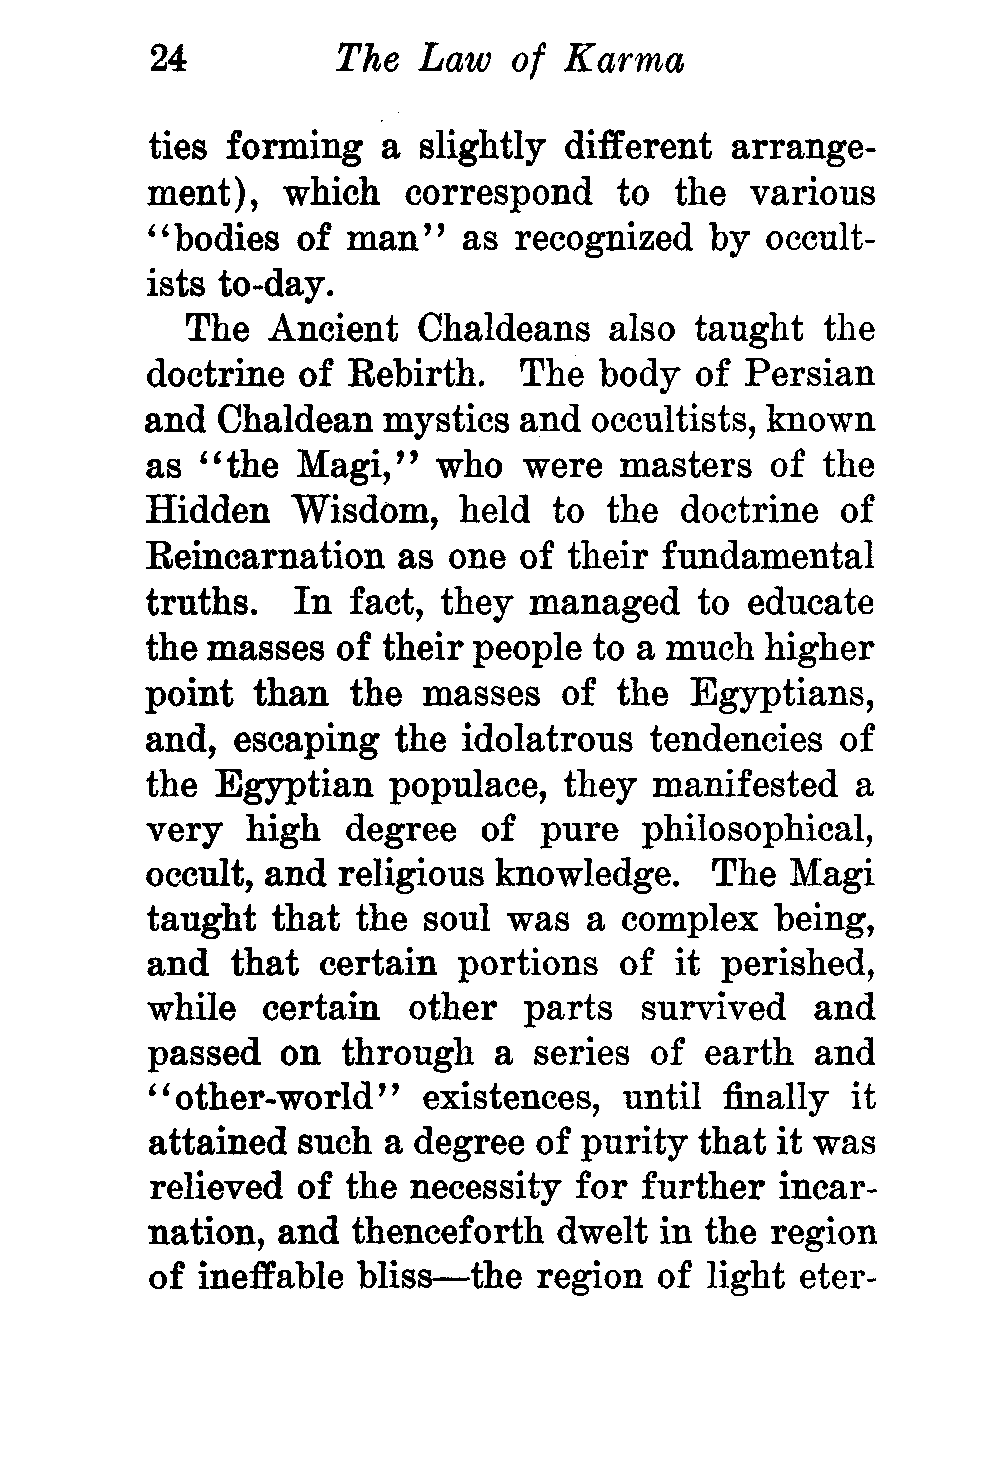 24 The Law of Karma
ties forming a slightly different arrange-
ment), which correspond to the various
“bodies of man” as recognized by occult-
ists to-day.
The Ancient Chaldeans also taught the
doctrine of Rebirth. The body of Persian
and Chaldean mystics and occultists, known
as “the Magi,” who were masters of the
Hidden Wisdom, held to the doctrine of
Reincarnation as one of their fundamental
truths. In fact, they managed to educate
the masses of their people to a much higher
point than the masses of the Egyptians,
and, escaping the idolatrous tendencies of
the Egyptian populace, they manifested a
very high degree of pure philosophical,
occult, and religious knowledge. The Magi
taught that the soul was a complex being,
and that certain portions of it perished,
while certain other parts survived and
passed on through a series of earth and
“other-world” existences, until finally it
attained such a degree of purity that it was
relieved of the necessity for further incar-
nation, and thenceforth dwelt in the region
of ineffable bliss—the region of light eter-